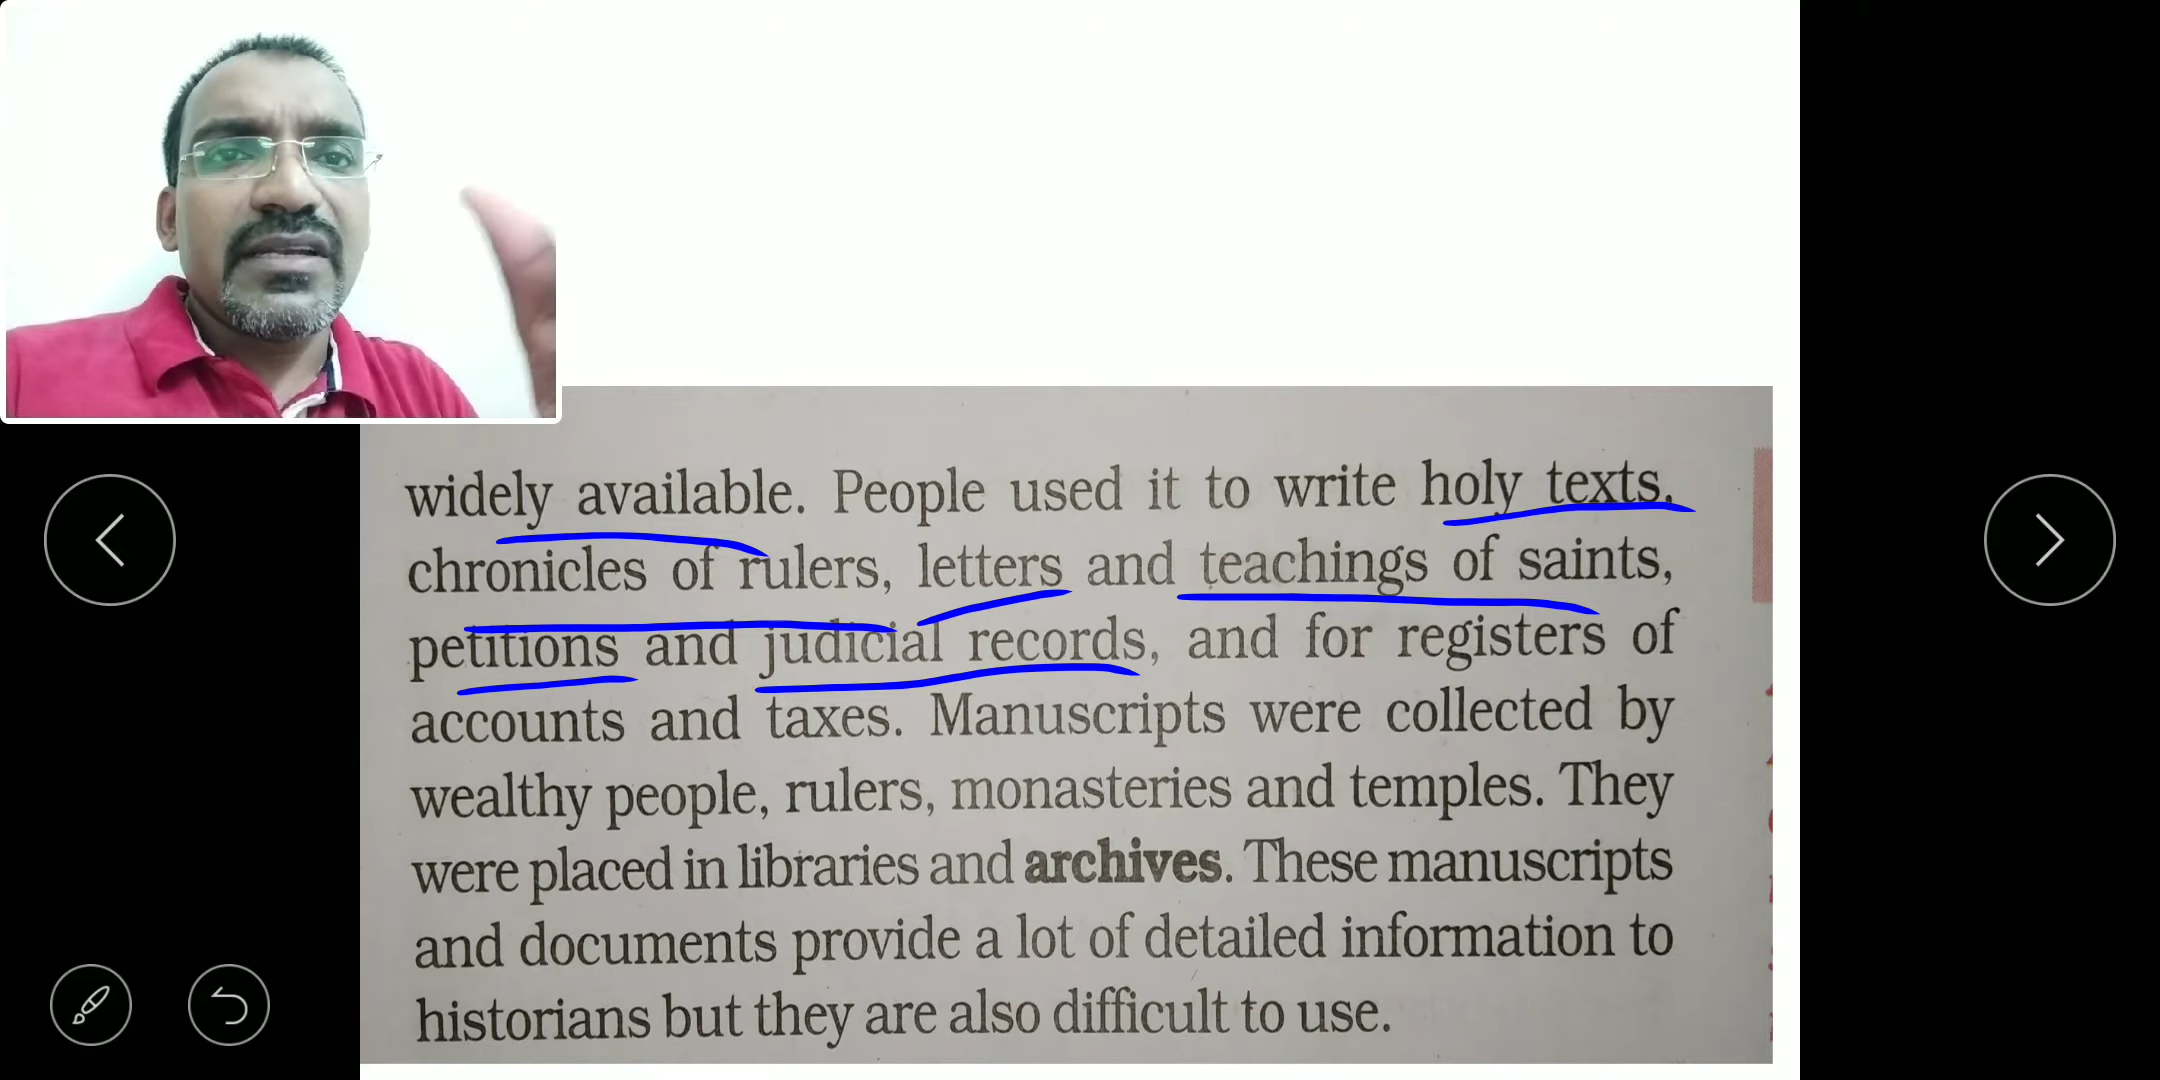 widely available. People used it to write holy texts,
chronicles of rulers, letters and teachings of saints,
petitions and judicial records, and for registers of
accounts and taxes. Manuscripts were collected by
wealthy people, rulers, monasteries and temples. They
were placed in libraries and archives. These manuscripts
and documents provide a lot of detailed information to
historians but they are also difficult to use.